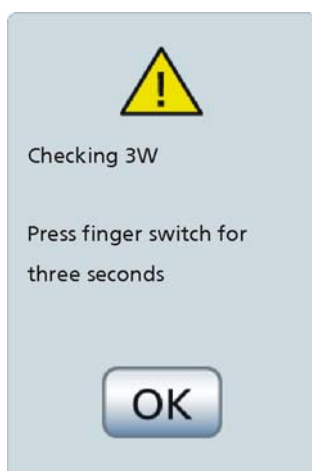 !
Checking 3W
Press finger switch for
three seconds
OK